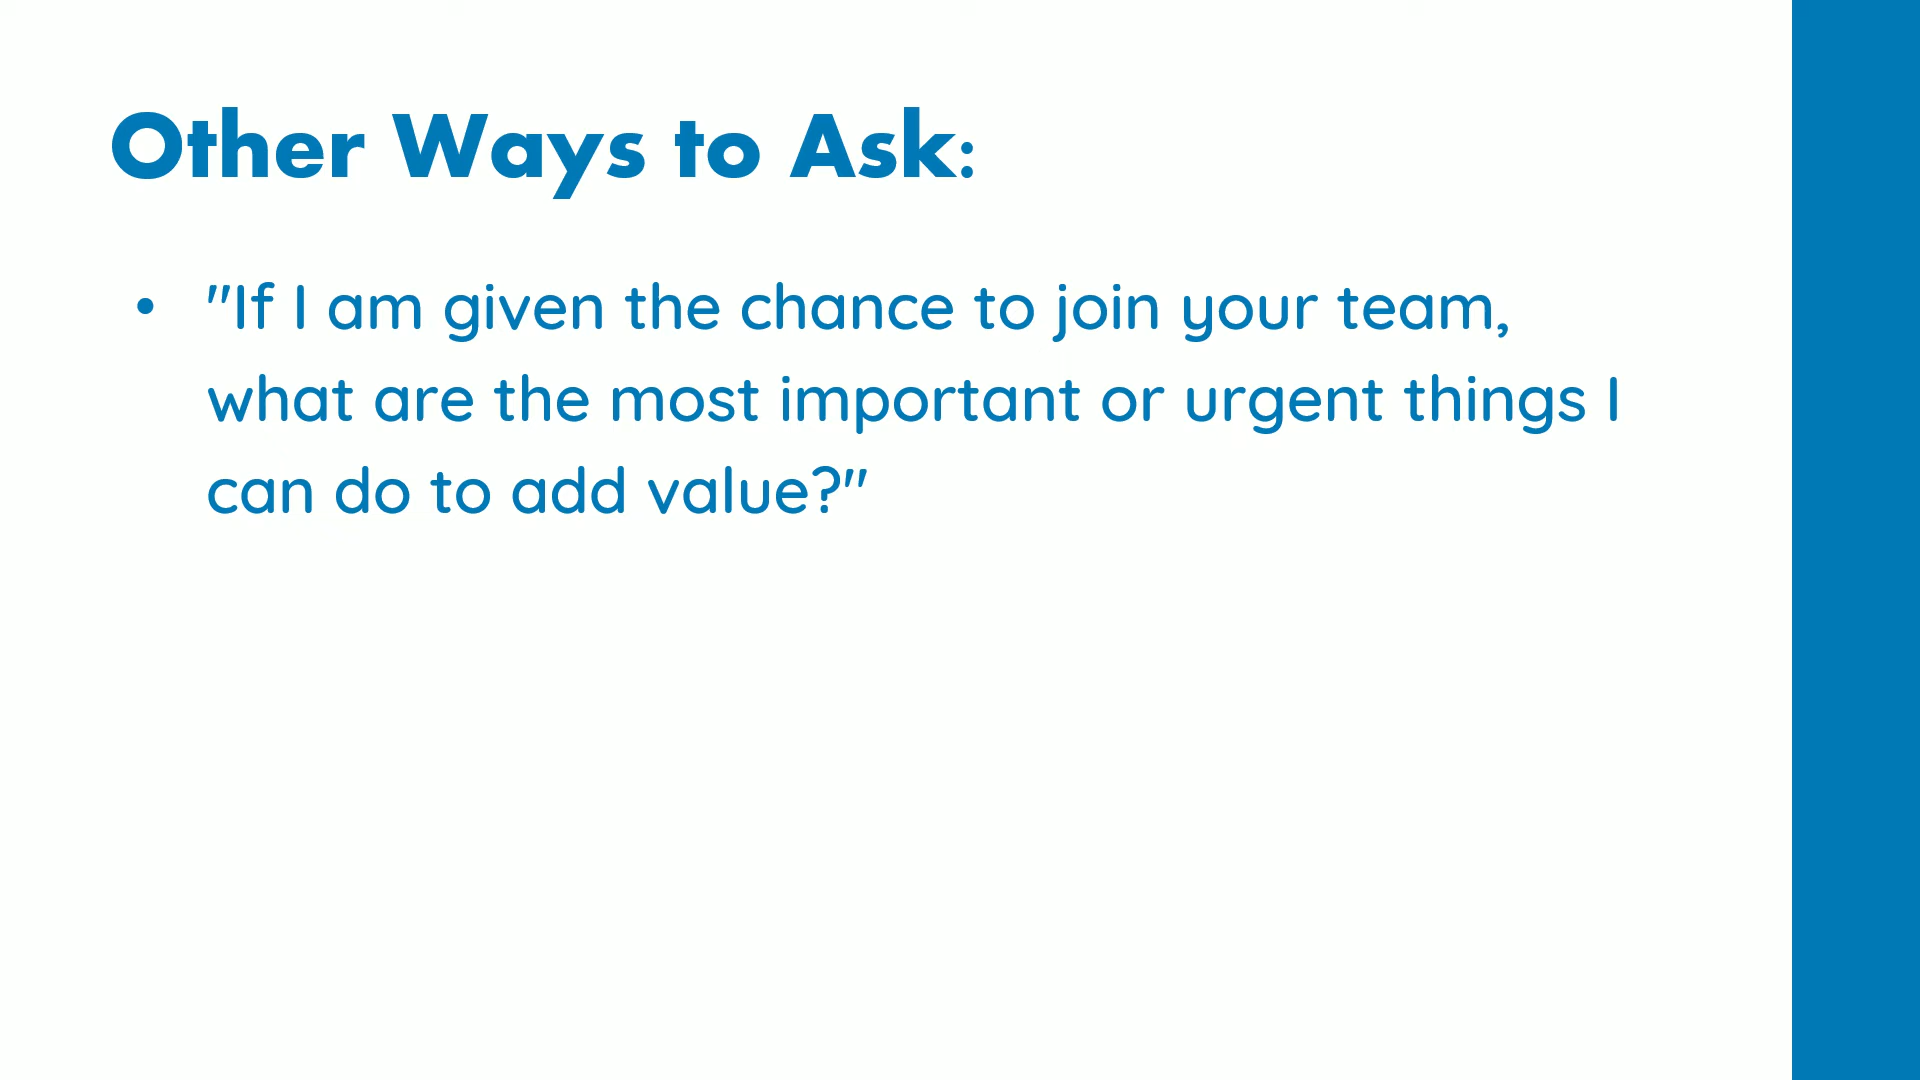 Other Ways to Ask:
• "If I am given the chance to join your team,
what are the most important or urgent things I
can do to add value?"